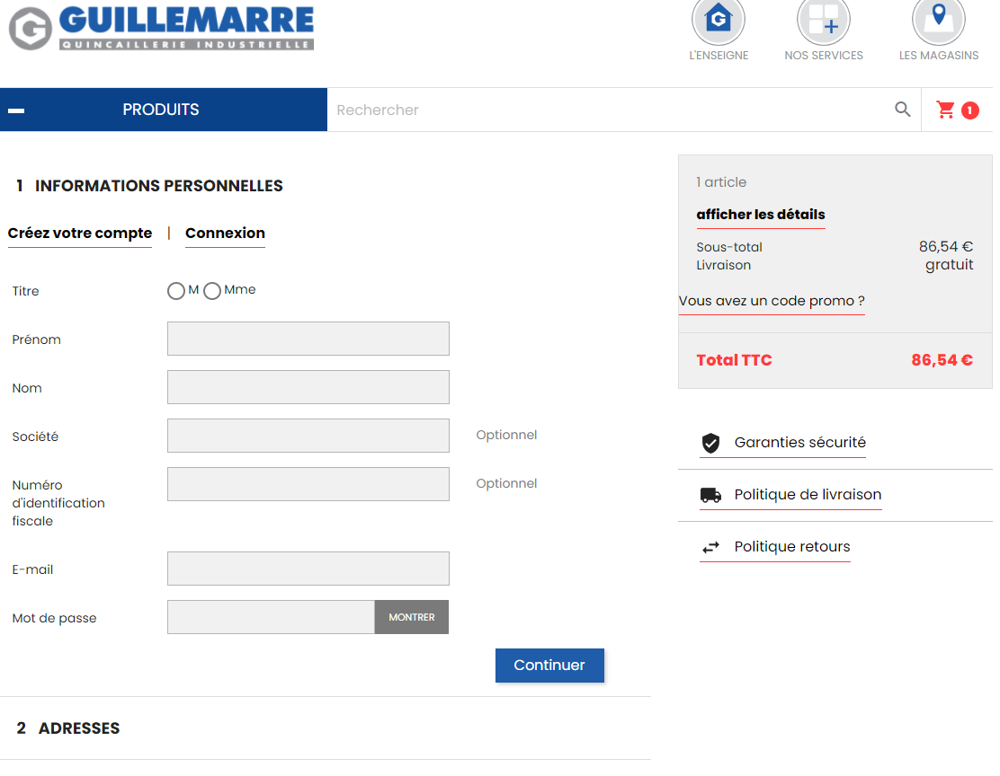 G GUILLEMARRE
QUINCAILLERIE INDUSTRIELLE
G
L'ENSEIGNE
NOS SERVICES
LES MAGASINS
PRODUITS
Rechercher
1
1 INFORMATIONS PERSONNELLES
Créez votre compte | Connexion
Titre
M Mme
Prénom
Nom
Société
Optionnel
Numéro
d'identification
fiscale
Optionnel
E-mail
Mot de passe
MONTRER
Continuer
2 ADRESSES
1 article
afficher les détails
Sous-total 86,54 €
Livraison gratuit
Vous avez un code promo ?
Total TTC 86,54 €
Garanties sécurité
Politique de livraison
Politique retours